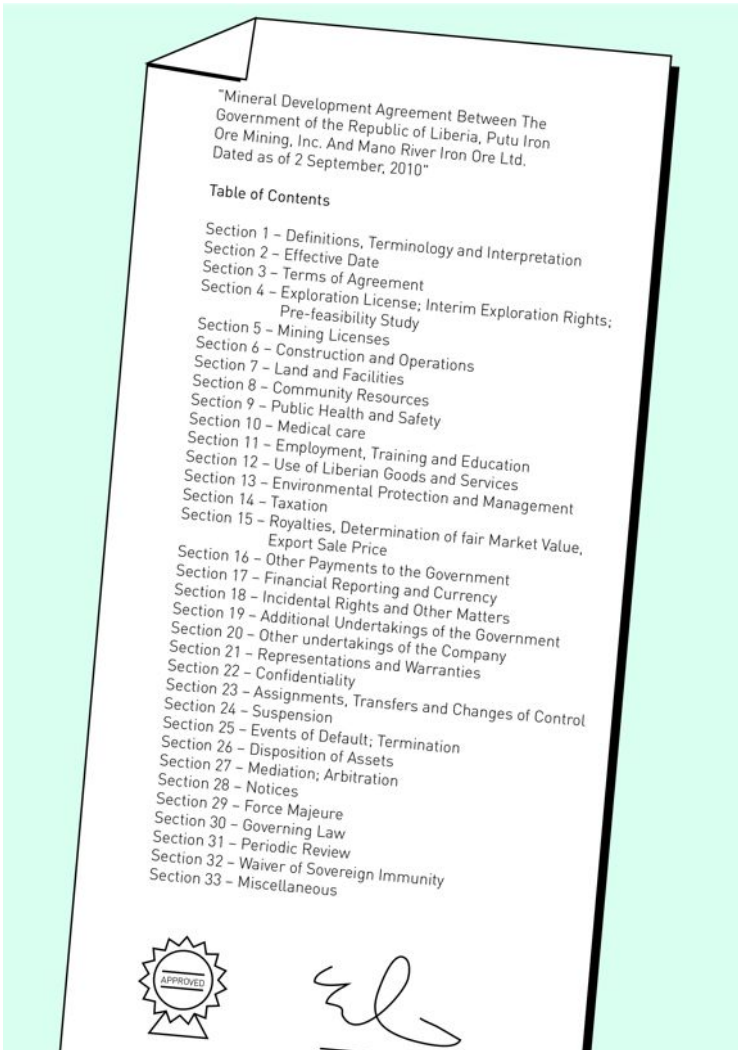 "Mineral Development Agreement Between The
Government of the Republic of Liberia, Putu Iron
Ore Mining, Inc. And Mano River Iron Ore Ltd.
Dated as of 2 September, 2010"
Table of Contents
Section 1 – Definitions, Terminology and Interpretation
Section 2 – Effective Date
Section 3 – Terms of Agreement
Section 4 – Exploration License; Interim Exploration Rights;
Pre-feasibility Study
Section 5 – Mining Licenses
Section 6 – Construction and Operations
Section 7 – Land and Facilities
Section 8 – Community Resources
Section 9 – Public Health and Safety
Section 10 – Medical care
Section 11 – Employment, Training and Education
Section 12 – Use of Liberian Goods and Services
Section 13 – Environmental Protection and Management
Section 14 – Taxation
Section 15 – Royalties, Determination of fair Market Value,
Export Sale Price
Section 16 – Other Payments to the Government
Section 17 – Financial Reporting and Currency
Section 18 – Incidental Rights and Other Matters
Section 19 – Additional Undertakings of the Government
Section 20 – Other undertakings of the Company
Section 21 – Representations and Warranties
Section 22 – Confidentiality
Section 23 – Assignments, Transfers and Changes of Control
Section 24 – Suspension
Section 25 – Events of Default; Termination
Section 26 – Disposition of Assets
Section 27 – Mediation; Arbitration
Section 28 – Notices
Section 29 – Force Majeure
Section 30 – Governing Law
Section 31 – Periodic Review
Section 32 – Waiver of Sovereign Immunity
Section 33 – Miscellaneous
APPROVED